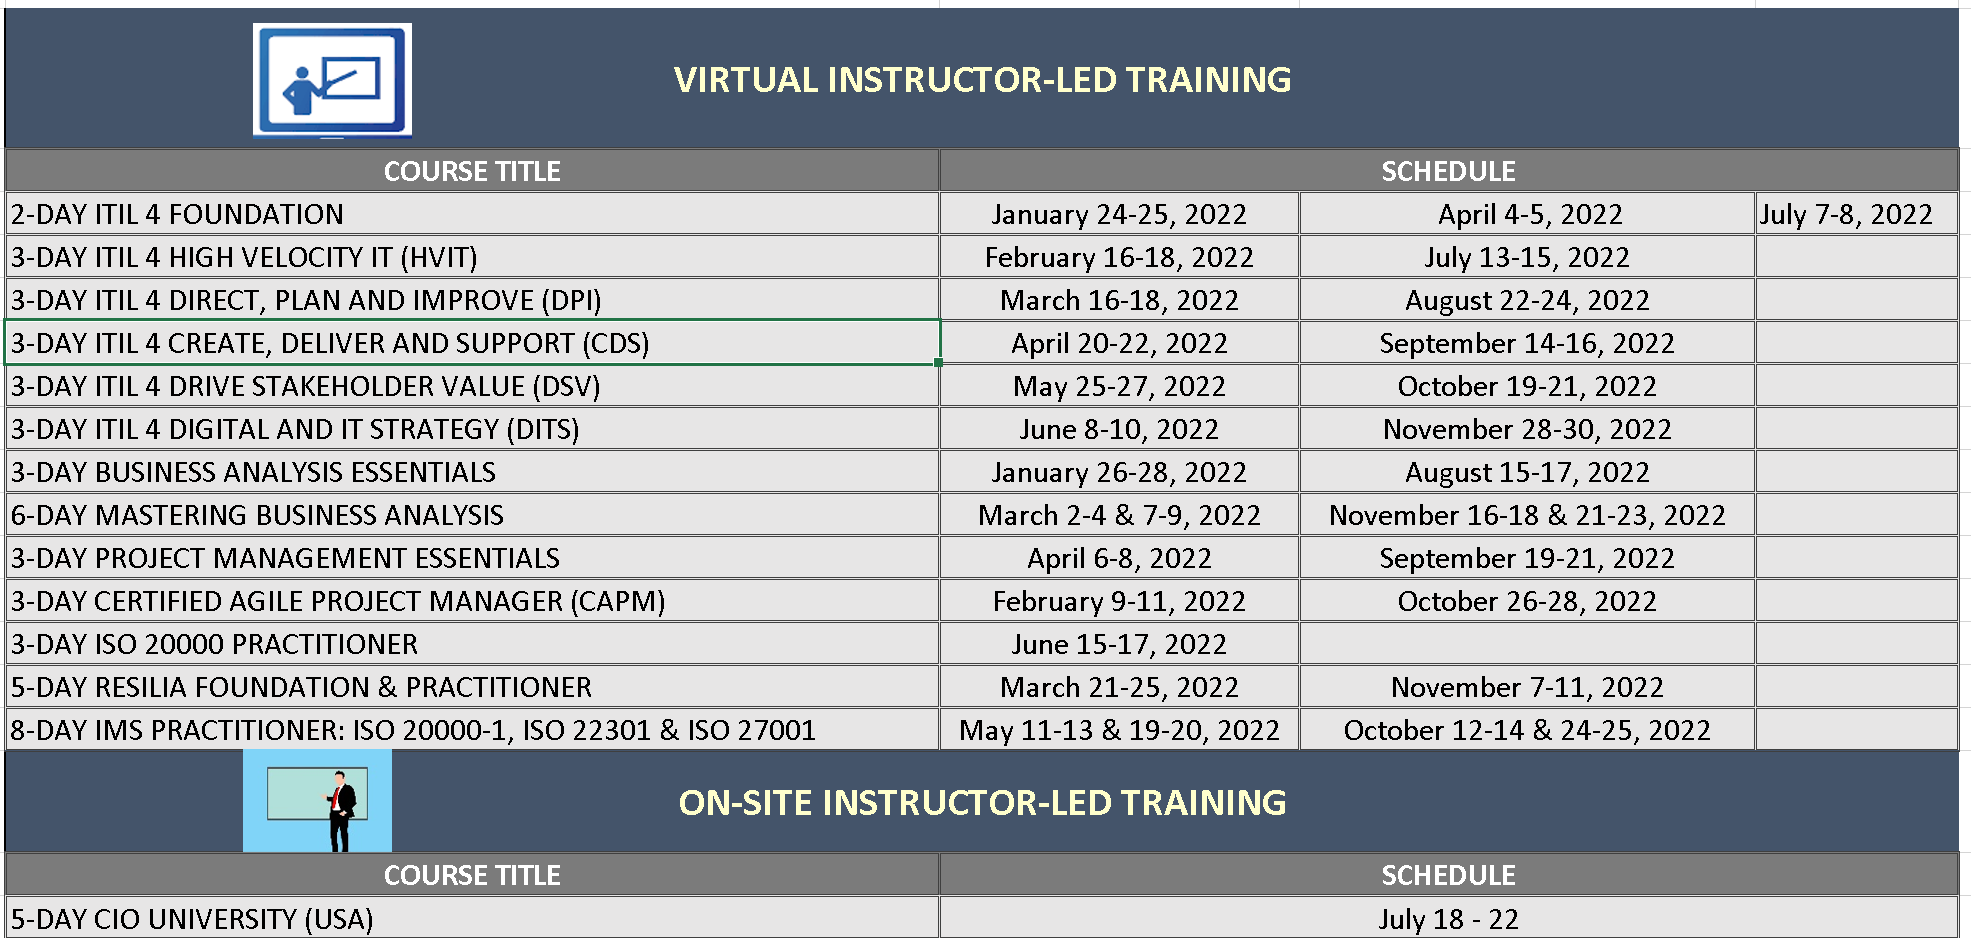 VIRTUAL INSTRUCTOR-LED TRAINING
COURSE TITLE SCHEDULE
2-DAY ITIL 4 FOUNDATION January 24-25, 2022 April 4-5, 2022 July 7-8, 2022
3-DAY ITIL 4 HIGH VELOCITY IT (HVIT) February 16-18, 2022 July 13-15, 2022
3-DAY ITIL 4 DIRECT, PLAN AND IMPROVE (DPI) March 16-18, 2022 August 22-24, 2022
3-DAY ITIL 4 CREATE, DELIVER AND SUPPORT (CDS) April 20-22, 2022 September 14-16, 2022
3-DAY ITIL 4 DRIVE STAKEHOLDER VALUE (DSV) May 25-27, 2022 October 19-21, 2022
3-DAY ITIL 4 DIGITAL AND IT STRATEGY (DITS) June 8-10, 2022 November 28-30, 2022
3-DAY BUSINESS ANALYSIS ESSENTIALS January 26-28, 2022 August 15-17, 2022
6-DAY MASTERING BUSINESS ANALYSIS March 2-4 & 7-9, 2022 November 16-18 & 21-23, 2022
3-DAY PROJECT MANAGEMENT ESSENTIALS April 6-8, 2022 September 19-21, 2022
3-DAY CERTIFIED AGILE PROJECT MANAGER (CAPM) February 9-11, 2022 October 26-28, 2022
3-DAY ISO 20000 PRACTITIONER June 15-17, 2022
5-DAY RESILIA FOUNDATION & PRACTITIONER March 21-25, 2022 November 7-11, 2022
8-DAY IMS PRACTITIONER: ISO 20000-1, ISO 22301 & ISO 27001 May 11-13 & 19-20, 2022 October 12-14 & 24-25, 2022
ON-SITE INSTRUCTOR-LED TRAINING
COURSE TITLE SCHEDULE
5-DAY CIO UNIVERSITY (USA) July 18 - 22